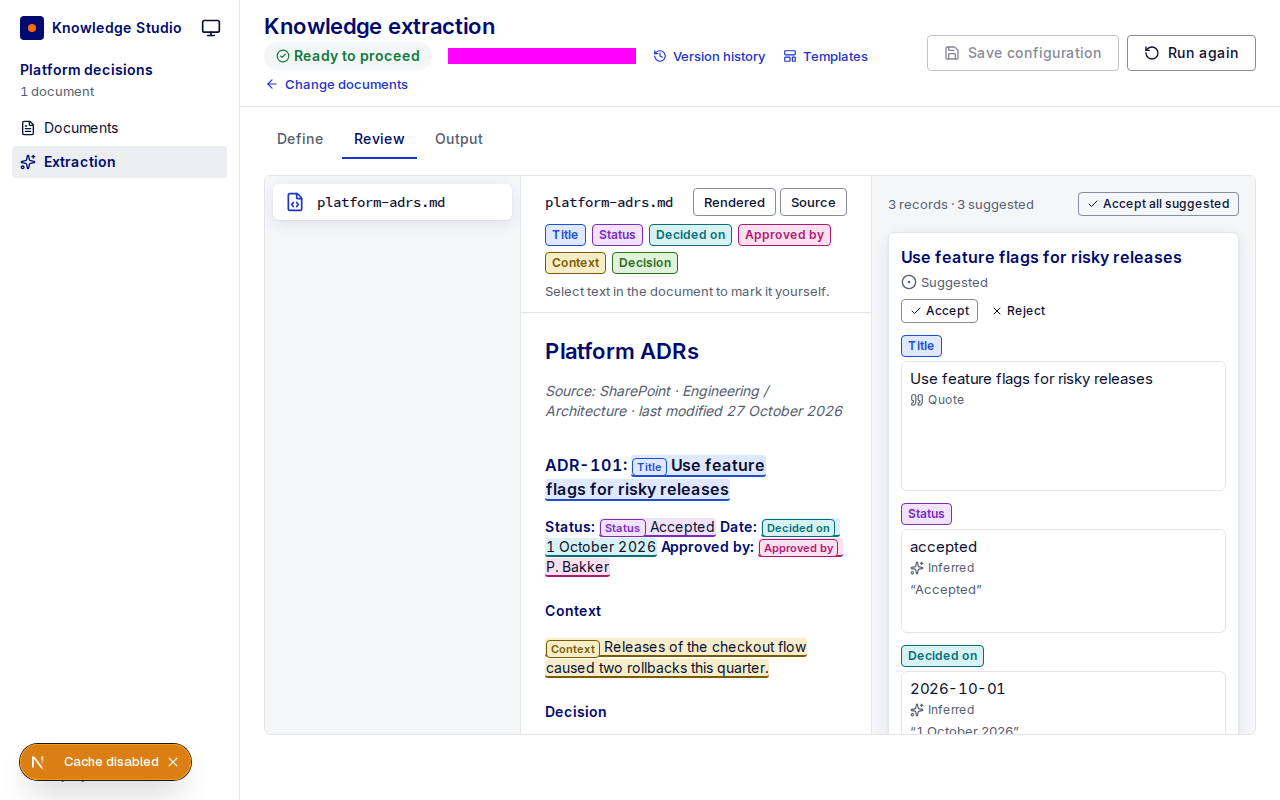 Knowledge Studio
Platform decisions
1 document
Documents
Extraction
Cache disabled
Knowledge extraction
Ready to proceed
Version history
Templates
Change documents
Save configuration
Run again
Define
Review
Output
platform-adrs.md
platform-adrs.md
Rendered
Source
Title
Status
Decided on
Approved by
Context
Decision
Select text in the document to mark it yourself.
Platform ADRs
Source: SharePoint · Engineering /
Architecture · last modified 27 October 2026
ADR-101: Title Use feature
flags for risky releases
Status: Status Accepted Date: Decided on
1 October 2026 Approved by: Approved by
P. Bakker
Context
Context Releases of the checkout flow
caused two rollbacks this quarter.
Decision
3 records · 3 suggested
Accept all suggested
Use feature flags for risky releases
Suggested
Accept
Reject
Title
Use feature flags for risky releases
Quote
Status
accepted
Inferred
“Accepted”
Decided on
2026-10-01
Inferred
“1 October 2026”